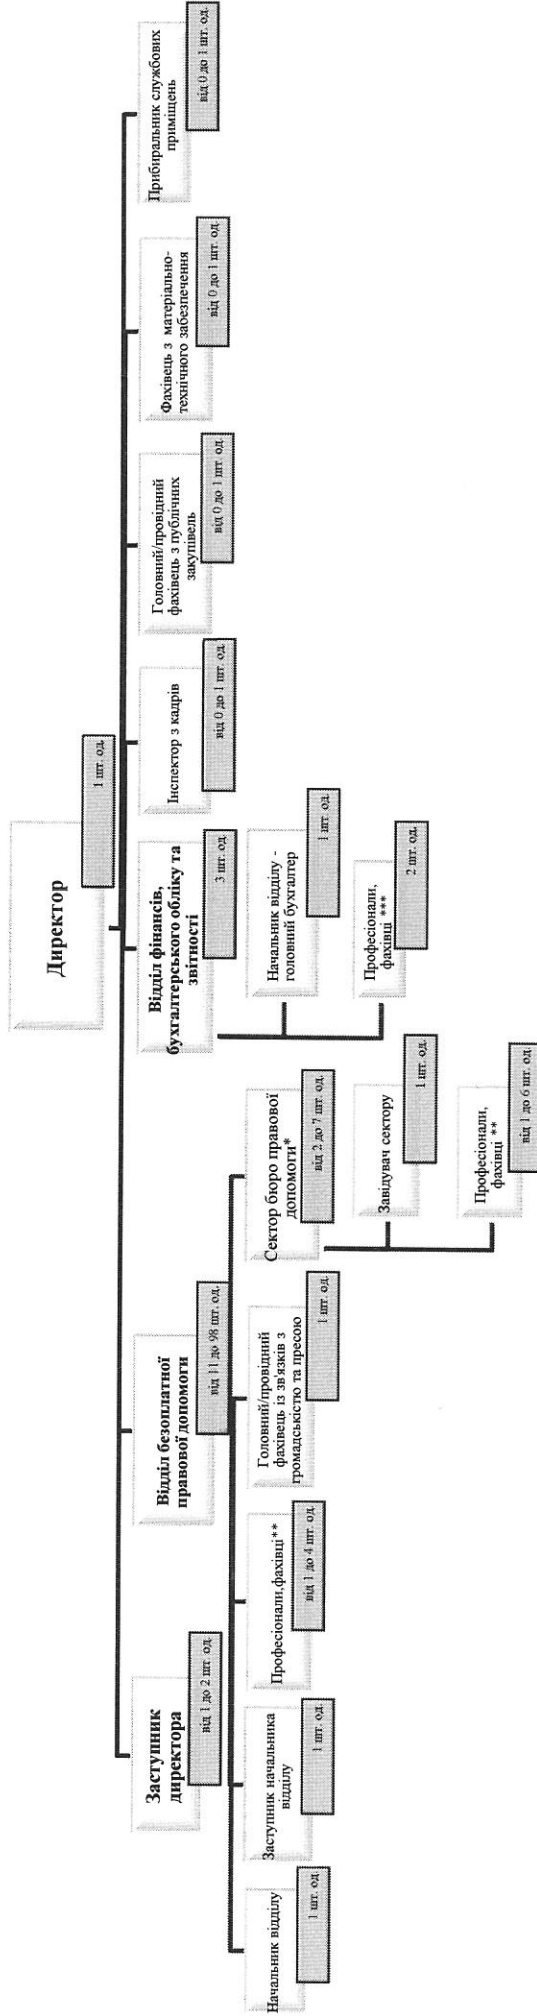 Директор
1 шт. од.
Заступник
директора
від 1 до 2 шт. од.
Відділ безоплатної
правової допомоги
від 11 до 98 шт. од.
Відділ фінансів,
бухгалтерського обліку та
звітності
3 шт. од.
Інспектор з кадрів
від 0 до 1 шт. од.
Головний/провідний
фахівець з публічних
закупівель
від 0 до 1 шт. од.
Фахівець з матеріально-
технічного забезпечення
від 0 до 1 шт. од.
Прибиральник службових
приміщень
від 0 до 1 шт. од.
Начальник відділу
1 шт. од.
Заступник начальника
відділу
1 шт. од.
Професіонали,фахівці**
від 1 до 4 шт. од.
Головний/провідний
фахівець із зв'язків з
громадськістю та пресою
1 шт. од.
Сектор бюро правової
допомоги*
від 2 до 7 шт. од.
Завідувач сектору
1 шт. од.
Професіонали,
фахівці **
від 1 до 6 шт. од.
Начальник відділу -
головний бухгалтер
1 шт. од.
Професіонали,
фахівці ***
2 шт. од.